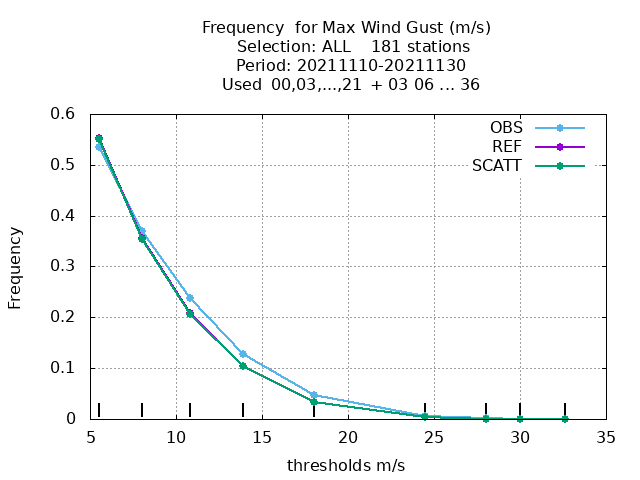 Frequency  for Max Wind Gust (m/s)
Selection: ALL    181 stations
Period: 20211110-20211130
Used  00,03,...,21  + 03 06 ... 36
0.6
OBS
REF
SCATT
0.5
0.4
0.3
0.2
0.1
0
Frequency
5 10 15 20 25 30 35
thresholds m/s